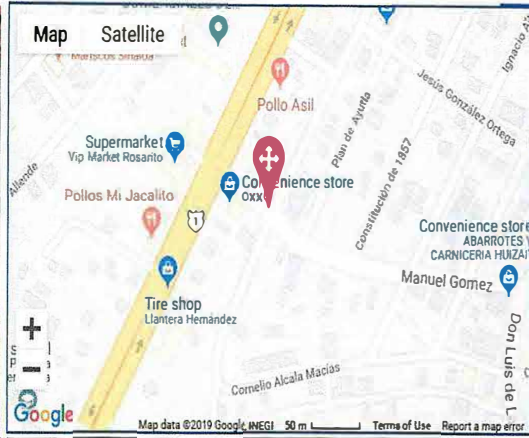 Map
Satellite
Mariscos Sinaloa
Pollo Asil
Ignacio
Jesús González Ortega
Plan de Ayutla
Constitución de 1857
Supermarket
Vip Market Rosarito
Allende
Convenience store
OXX
Pollos Mi Jacalito
1
Convenience store
ABARROTES Y
CARNICERIA HUIZA
Manuel Gomez
Tire shop
Llantera Hernández
Don Luis de L
+
−
Cornelio Alcala Macías
Google
Map data ©2019 Google, INEGI
50 m
Terms of Use
Report a map error